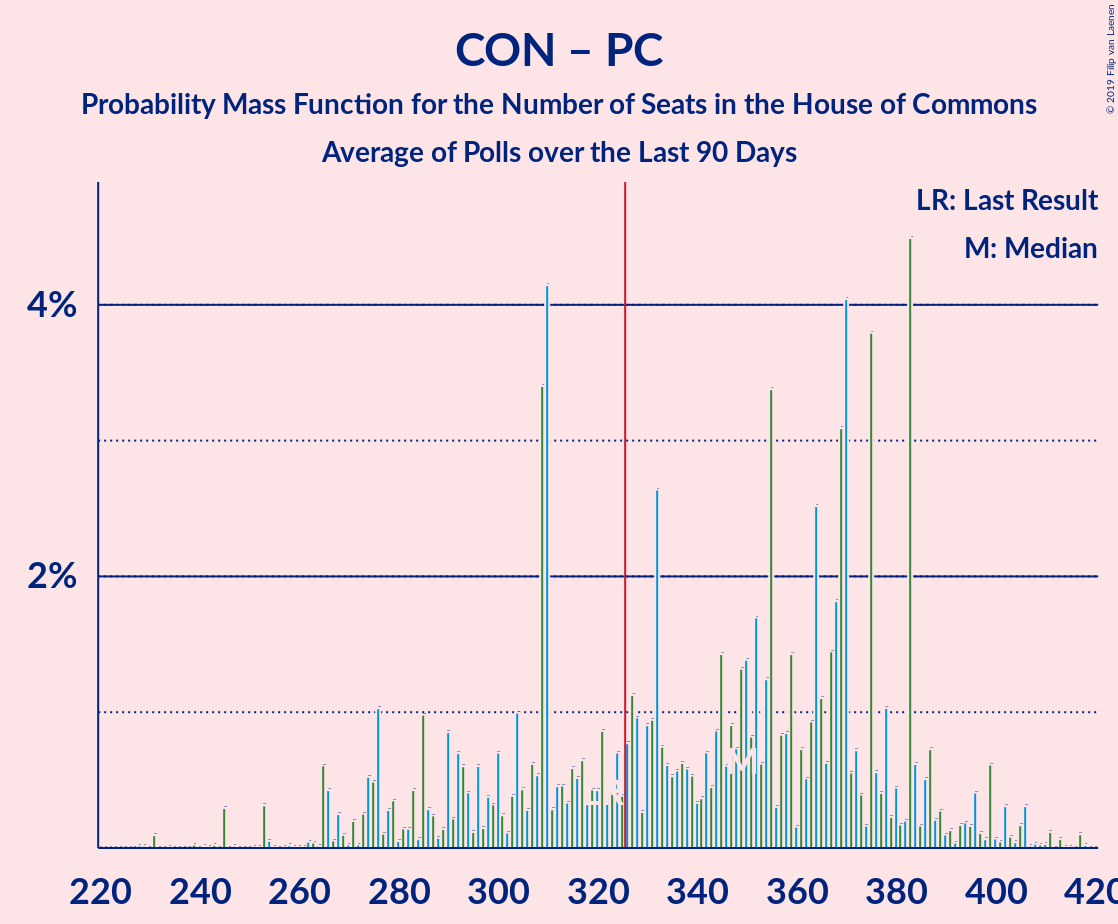 CON – PC
Probability Mass Function for the Number of Seats in the House of Commons
Average of Polls over the Last 90 Days
© 2019 Filip van Laenen
LR: Last Result
M: Median
4%
2%
220 240 260 280 300 320 340 360 380 400 420